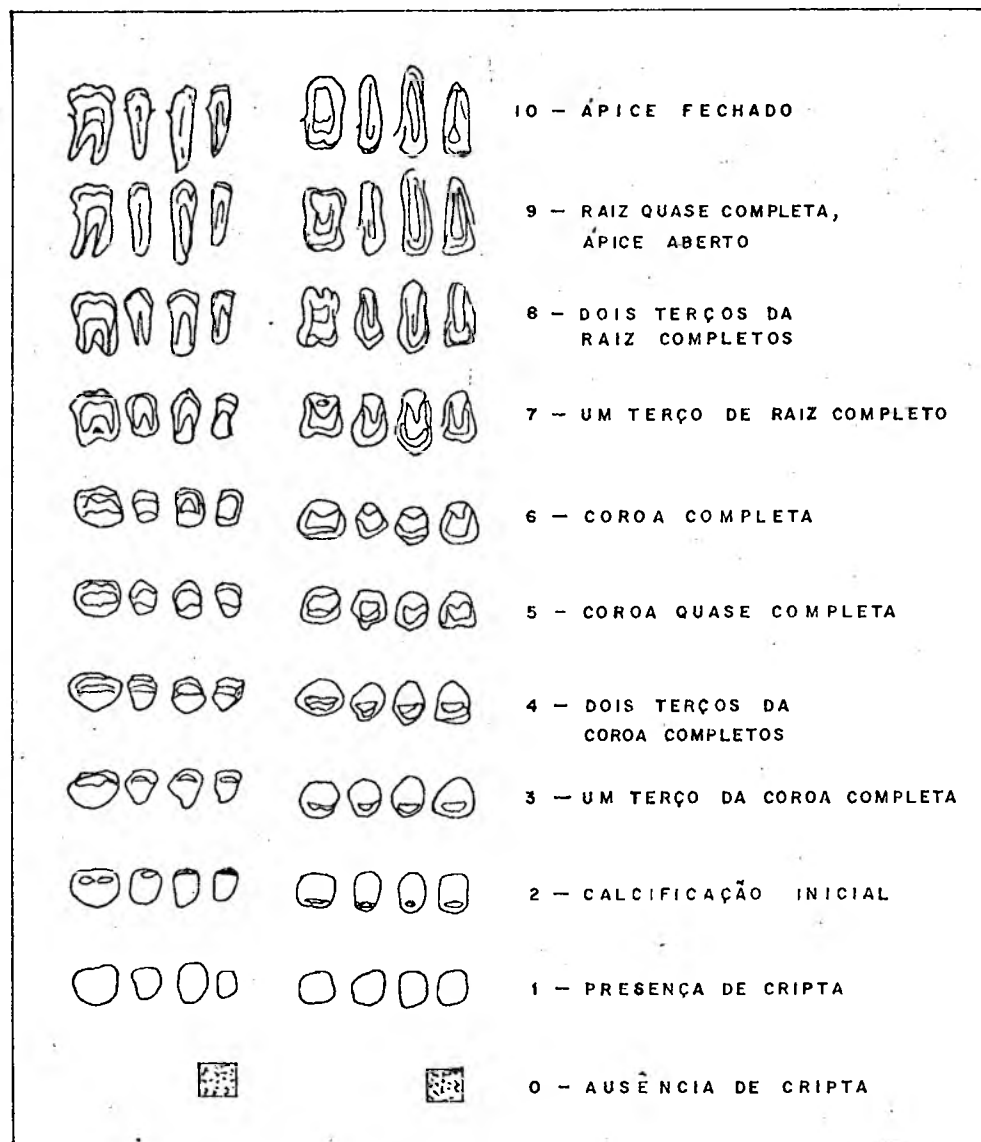 10 — ÁPICE FECHADO
9 — RAIZ QUASE COMPLETA,
ÁPICE ABERTO
8 — DOIS TERÇOS DA
RAIZ COMPLETOS
7 — UM TERÇO DE RAIZ COMPLETO
6 — COROA COMPLETA
5 — COROA QUASE COMPLETA
4 — DOIS TERÇOS DA
COROA COMPLETOS
3 — UM TERÇO DA COROA COMPLETA
2 — CALCIFICAÇÃO INICIAL
1 — PRESENÇA DE CRIPTA
0 — AUSÊNCIA DE CRIPTA